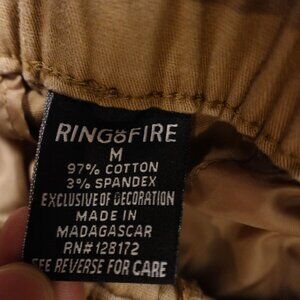 RING OF FIRE
M
97% COTTON
3% SPANDEX
EXCLUSIVE OF DECORATION
MADE IN
MADAGASCAR
RN# 128172
SEE REVERSE FOR CARE